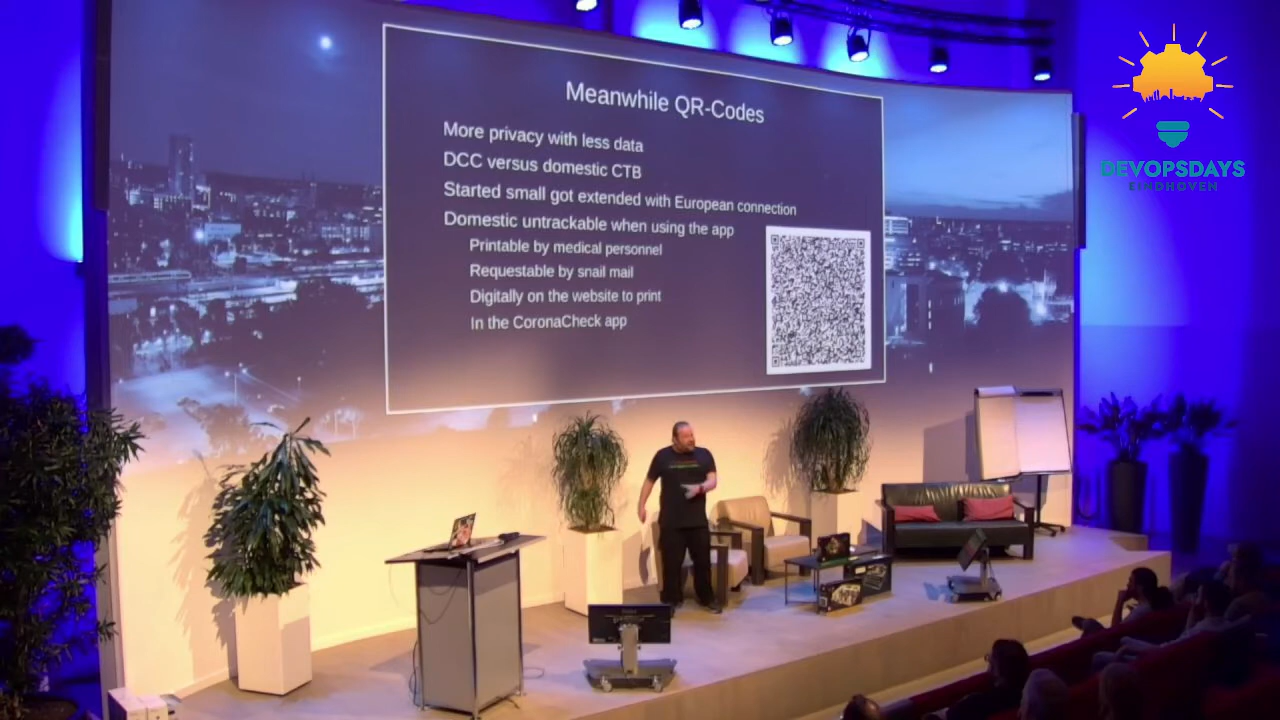 Meanwhile QR-Codes
More privacy with less data
DCC versus domestic CTB
Started small got extended with European connection
Domestic untrackable when using the app
Printable by medical personnel
Requestable by snail mail
Digitally on the website to print
In the CoronaCheck app
DEVOPSDAYS
EINDHOVEN